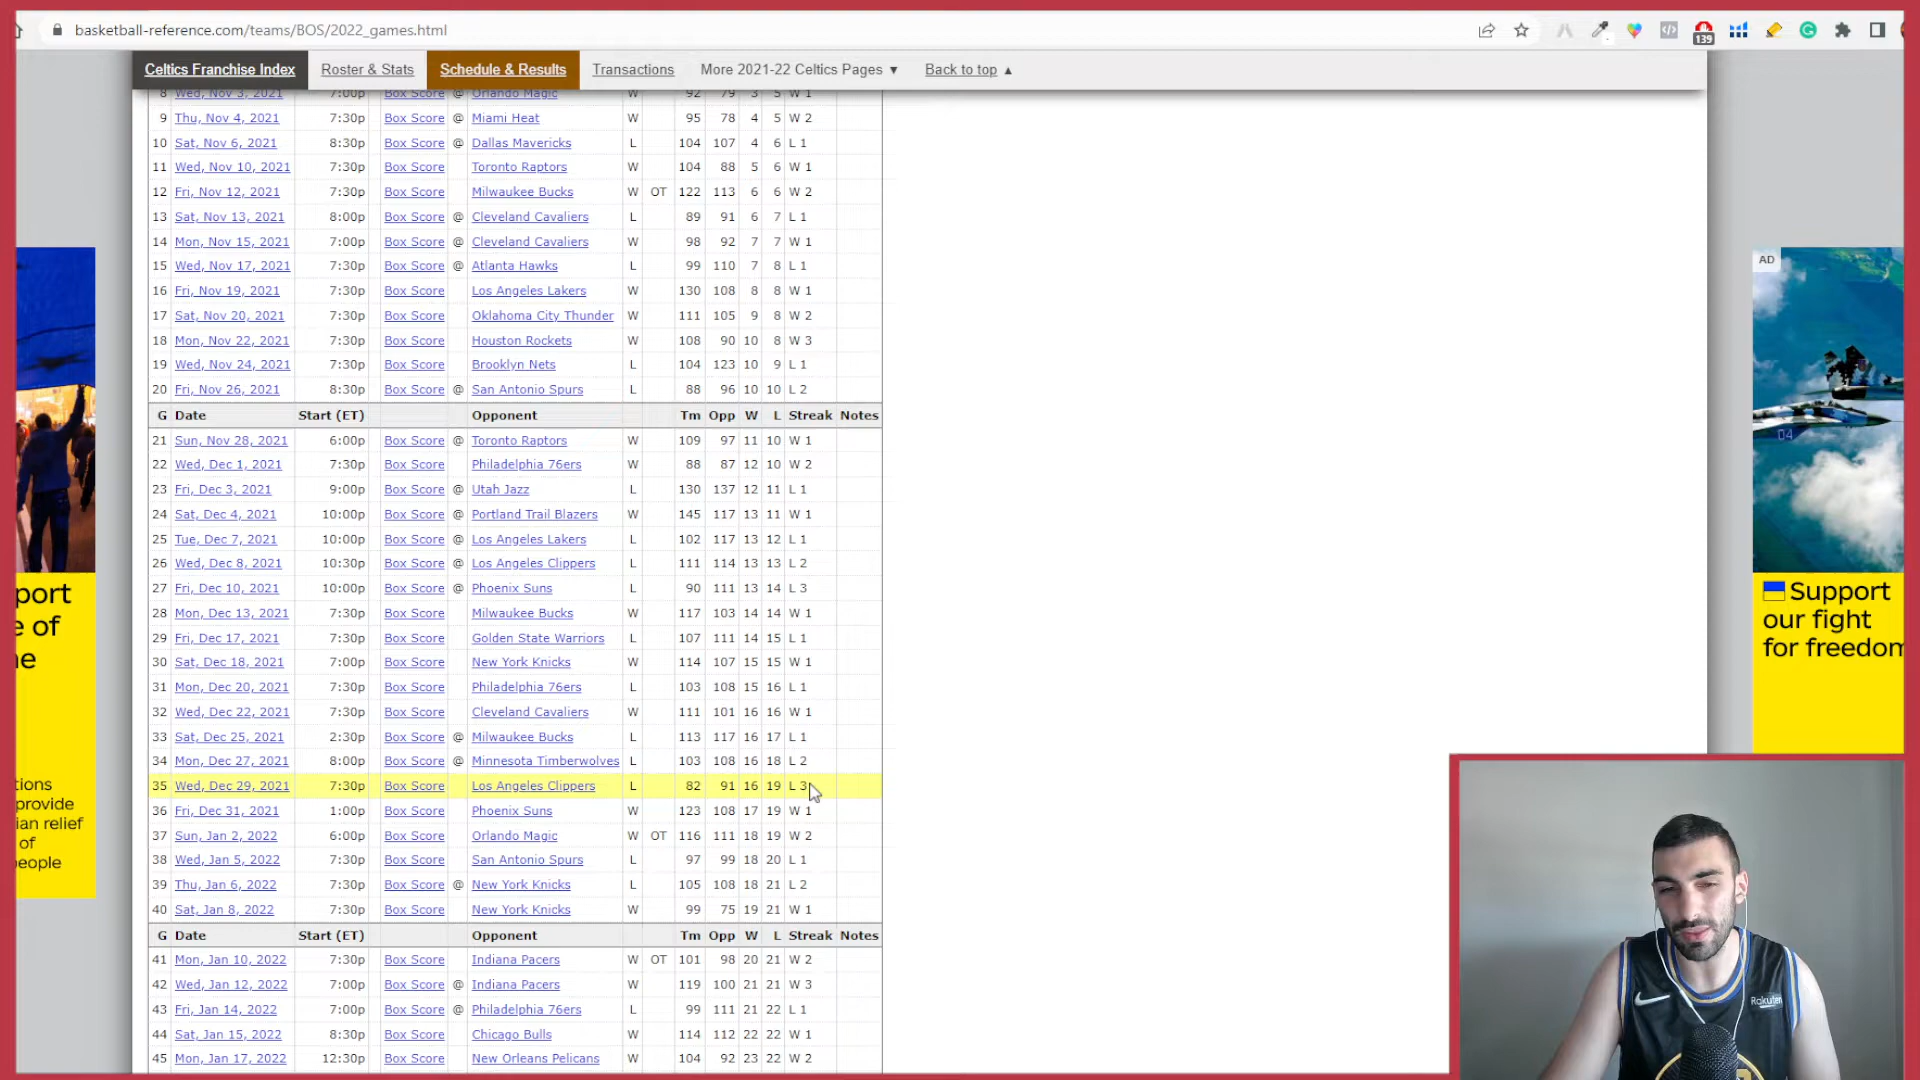 basketball-reference.com/teams/BOS/2022_games.html
139
Celtics Franchise Index Roster & Stats Schedule & Results Transactions More 2021-22 Celtics Pages ▼ Back to top ▲
8 Wed, Nov 3, 2021 7:00p Box Score @ Orlando Magic W 92 79 3 5 W 1
9 Thu, Nov 4, 2021 7:30p Box Score @ Miami Heat W 95 78 4 5 W 2
10 Sat, Nov 6, 2021 8:30p Box Score @ Dallas Mavericks L 104 107 4 6 L 1
11 Wed, Nov 10, 2021 7:30p Box Score Toronto Raptors W 104 88 5 6 W 1
12 Fri, Nov 12, 2021 7:30p Box Score Milwaukee Bucks W OT 122 113 6 6 W 2
13 Sat, Nov 13, 2021 8:00p Box Score @ Cleveland Cavaliers L 89 91 6 7 L 1
14 Mon, Nov 15, 2021 7:00p Box Score @ Cleveland Cavaliers W 98 92 7 7 W 1
15 Wed, Nov 17, 2021 7:30p Box Score @ Atlanta Hawks L 99 110 7 8 L 1
16 Fri, Nov 19, 2021 7:30p Box Score Los Angeles Lakers W 130 108 8 8 W 1
17 Sat, Nov 20, 2021 7:30p Box Score Oklahoma City Thunder W 111 105 9 8 W 2
18 Mon, Nov 22, 2021 7:30p Box Score Houston Rockets W 108 90 10 8 W 3
19 Wed, Nov 24, 2021 7:30p Box Score Brooklyn Nets L 104 123 10 9 L 1
20 Fri, Nov 26, 2021 8:30p Box Score @ San Antonio Spurs L 88 96 10 10 L 2
G Date Start (ET) Opponent Tm Opp W L Streak Notes
21 Sun, Nov 28, 2021 6:00p Box Score @ Toronto Raptors W 109 97 11 10 W 1
22 Wed, Dec 1, 2021 7:30p Box Score Philadelphia 76ers W 88 87 12 10 W 2
23 Fri, Dec 3, 2021 9:00p Box Score @ Utah Jazz L 130 137 12 11 L 1
24 Sat, Dec 4, 2021 10:00p Box Score @ Portland Trail Blazers W 145 117 13 11 W 1
25 Tue, Dec 7, 2021 10:00p Box Score @ Los Angeles Lakers L 102 117 13 12 L 1
26 Wed, Dec 8, 2021 10:30p Box Score @ Los Angeles Clippers L 111 114 13 13 L 2
27 Fri, Dec 10, 2021 10:00p Box Score @ Phoenix Suns L 90 111 13 14 L 3
28 Mon, Dec 13, 2021 7:30p Box Score Milwaukee Bucks W 117 103 14 14 W 1
29 Fri, Dec 17, 2021 7:30p Box Score Golden State Warriors L 107 111 14 15 L 1
30 Sat, Dec 18, 2021 7:00p Box Score New York Knicks W 114 107 15 15 W 1
31 Mon, Dec 20, 2021 7:30p Box Score Philadelphia 76ers L 103 108 15 16 L 1
32 Wed, Dec 22, 2021 7:30p Box Score Cleveland Cavaliers W 111 101 16 16 W 1
33 Sat, Dec 25, 2021 2:30p Box Score @ Milwaukee Bucks L 113 117 16 17 L 1
34 Mon, Dec 27, 2021 8:00p Box Score @ Minnesota Timberwolves L 103 108 16 18 L 2
35 Wed, Dec 29, 2021 7:30p Box Score Los Angeles Clippers L 82 91 16 19 L 3
36 Fri, Dec 31, 2021 1:00p Box Score Phoenix Suns W 123 108 17 19 W 1
37 Sun, Jan 2, 2022 6:00p Box Score Orlando Magic W OT 116 111 18 19 W 2
38 Wed, Jan 5, 2022 7:30p Box Score San Antonio Spurs L 97 99 18 20 L 1
39 Thu, Jan 6, 2022 7:30p Box Score @ New York Knicks L 105 108 18 21 L 2
40 Sat, Jan 8, 2022 7:30p Box Score New York Knicks W 99 75 19 21 W 1
G Date Start (ET) Opponent Tm Opp W L Streak Notes
41 Mon, Jan 10, 2022 7:30p Box Score Indiana Pacers W OT 101 98 20 21 W 2
42 Wed, Jan 12, 2022 7:00p Box Score @ Indiana Pacers W 119 100 21 21 W 3
43 Fri, Jan 14, 2022 7:00p Box Score @ Philadelphia 76ers L 99 111 21 22 L 1
44 Sat, Jan 15, 2022 8:30p Box Score Chicago Bulls W 114 112 22 22 W 1
45 Mon, Jan 17, 2022 12:30p Box Score New Orleans Pelicans W 104 92 23 22 W 2
port
e of
ne
tions
provide
ian relief
of
people
AD
04
Support
our fight
for freedom
Rakuten